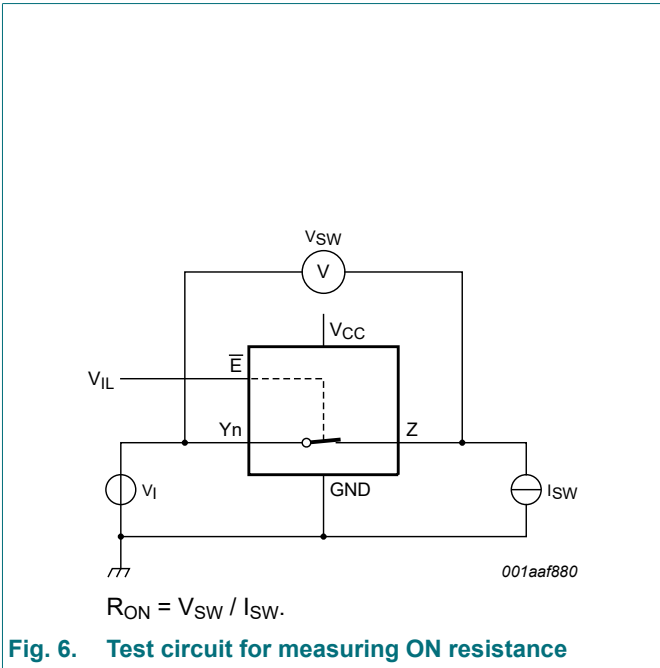 VSW
V
VCC
E̅
VIL
Yn
Z
VI
GND
ISW
001aaf880
RON = VSW / ISW.
Fig. 6. Test circuit for measuring ON resistance